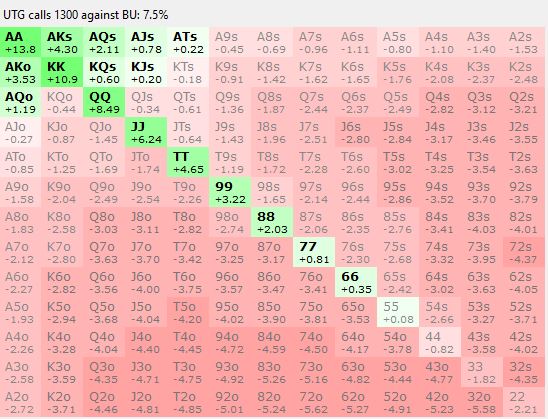 UTG calls 1300 against BU: 7.5%
AA AKs AQs AJs ATs A9s A8s A7s A6s A5s A4s A3s A2s
+13.8 +4.30 +2.11 +0.78 +0.22 -0.45 -0.69 -0.96 -1.11 -0.80 -1.10 -1.40 -1.53
AKo KK KQs KJs KTs K9s K8s K7s K6s K5s K4s K3s K2s
+3.53 +10.9 +0.60 +0.20 -0.18 -0.91 -1.42 -1.62 -1.65 -1.76 -2.08 -2.37 -2.48
AQo KQo QQ QJs QTs Q9s Q8s Q7s Q6s Q5s Q4s Q3s Q2s
+1.19 -0.44 +8.49 -0.34 -0.61 -1.36 -1.87 -2.44 -2.37 -2.49 -2.82 -3.12 -3.21
AJo KJo QJo JJ JTs J9s J8s J7s J6s J5s J4s J3s J2s
-0.27 -0.87 -1.45 +6.24 -0.64 -1.43 -1.96 -2.51 -2.80 -2.84 -3.17 -3.46 -3.55
ATo KTo QTo JTo TT T9s T8s T7s T6s T5s T4s T3s T2s
-0.85 -1.25 -1.69 -1.74 +4.65 -1.19 -1.72 -2.28 -2.60 -3.02 -3.25 -3.54 -3.63
A9o K9o Q9o J9o T9o 99 98s 97s 96s 95s 94s 93s 92s
-1.58 -2.04 -2.49 -2.54 -2.26 +3.22 -1.65 -2.14 -2.44 -2.86 -3.52 -3.70 -3.79
A8o K8o Q8o J8o T8o 98o 88 87s 86s 85s 84s 83s 82s
-1.83 -2.58 -3.03 -3.11 -2.82 -2.74 +2.03 -2.06 -2.35 -2.76 -3.41 -4.03 -4.01
A7o K7o Q7o J7o T7o 97o 87o 77 76s 75s 74s 73s 72s
-2.12 -2.80 -3.63 -3.70 -3.42 -3.25 -3.17 +0.81 -2.30 -2.68 -3.32 -3.95 -4.37
A6o K6o Q6o J6o T6o 96o 86o 76o 66 65s 64s 63s 62s
-2.27 -2.82 -3.56 -4.00 -3.75 -3.57 -3.47 -3.41 +0.35 -2.42 -3.02 -3.63 -4.05
A5o K5o Q5o J5o T5o 95o 85o 75o 65o 55 54s 53s 52s
-1.93 -2.94 -3.68 -4.04 -4.20 -4.02 -3.90 -3.81 -3.53 +0.08 -2.66 -3.27 -3.71
A4o K4o Q4o J4o T4o 94o 84o 74o 64o 54o 44 43s 42s
-2.26 -3.28 -4.04 -4.40 -4.45 -4.72 -4.59 -4.50 -4.17 -3.78 -0.82 -3.58 -4.02
A3o K3o Q3o J3o T3o 93o 83o 73o 63o 53o 43o 33 32s
-2.58 -3.59 -4.35 -4.71 -4.75 -4.92 -5.26 -5.16 -4.82 -4.44 -4.77 -1.82 -4.35
A2o K2o Q2o J2o T2o 92o 82o 72o 62o 52o 42o 32o 22
-2.72 -3.71 -4.46 -4.81 -4.85 -5.01 -5.24 -5.62 -5.27 -4.91 -5.23 -5.58 -2.21